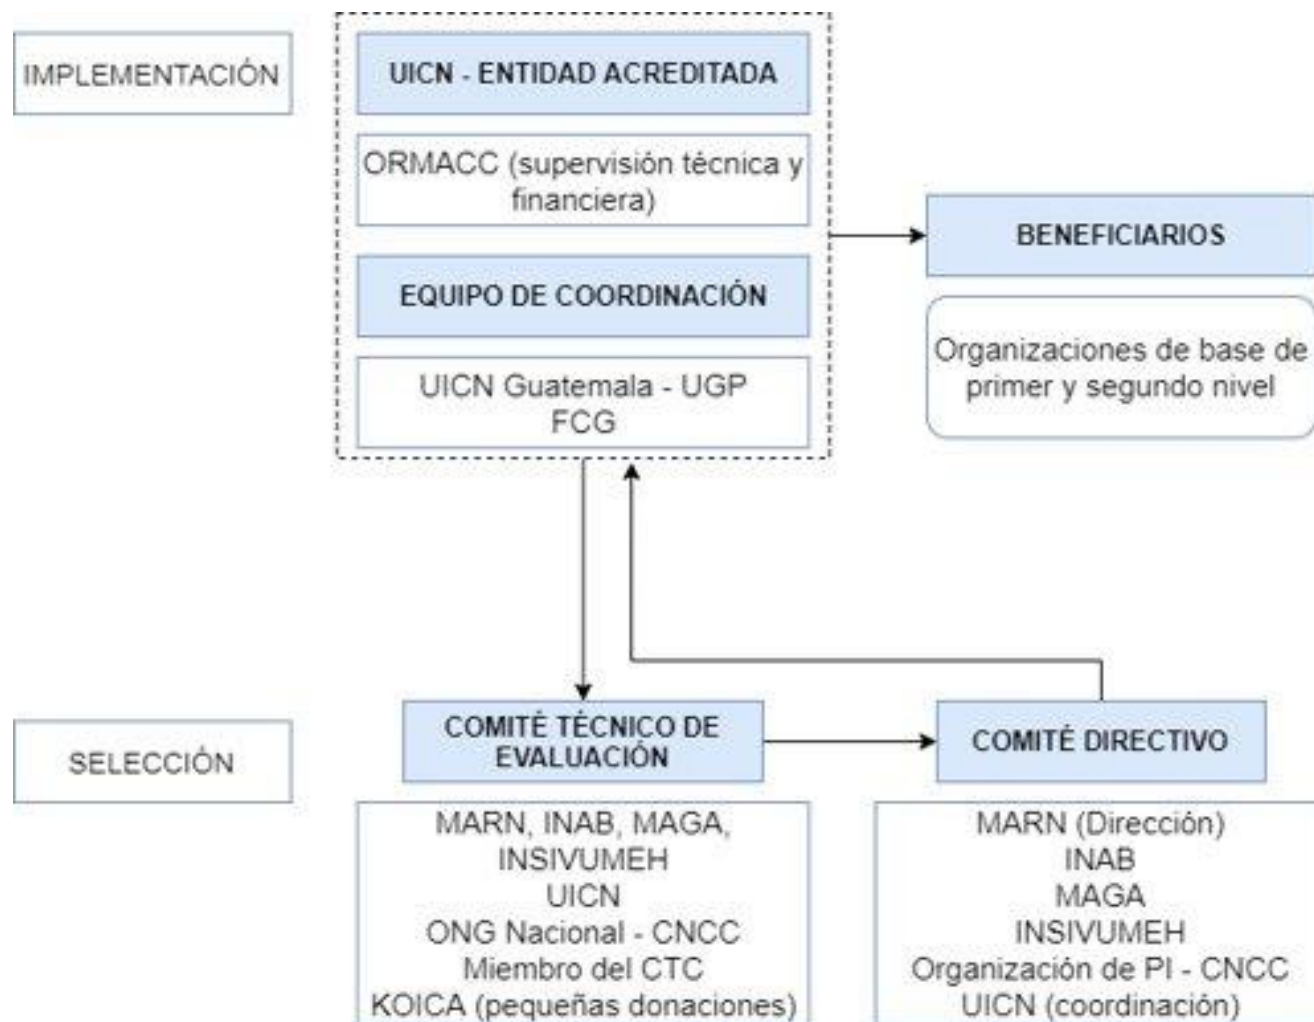 IMPLEMENTACIÓN
UICN - ENTIDAD ACREDITADA
ORMACC (supervisión técnica y
financiera)
EQUIPO DE COORDINACIÓN
UICN Guatemala - UGP
FCG
BENEFICIARIOS
Organizaciones de base de
primer y segundo nivel
SELECCIÓN
COMITÉ TÉCNICO DE
EVALUACIÓN
MARN, INAB, MAGA,
INSIVUMEH
UICN
ONG Nacional - CNCC
Miembro del CTC
KOICA (pequeñas donaciones)
COMITÉ DIRECTIVO
MARN (Dirección)
INAB
MAGA
INSIVUMEH
Organización de PI - CNCC
UICN (coordinación)